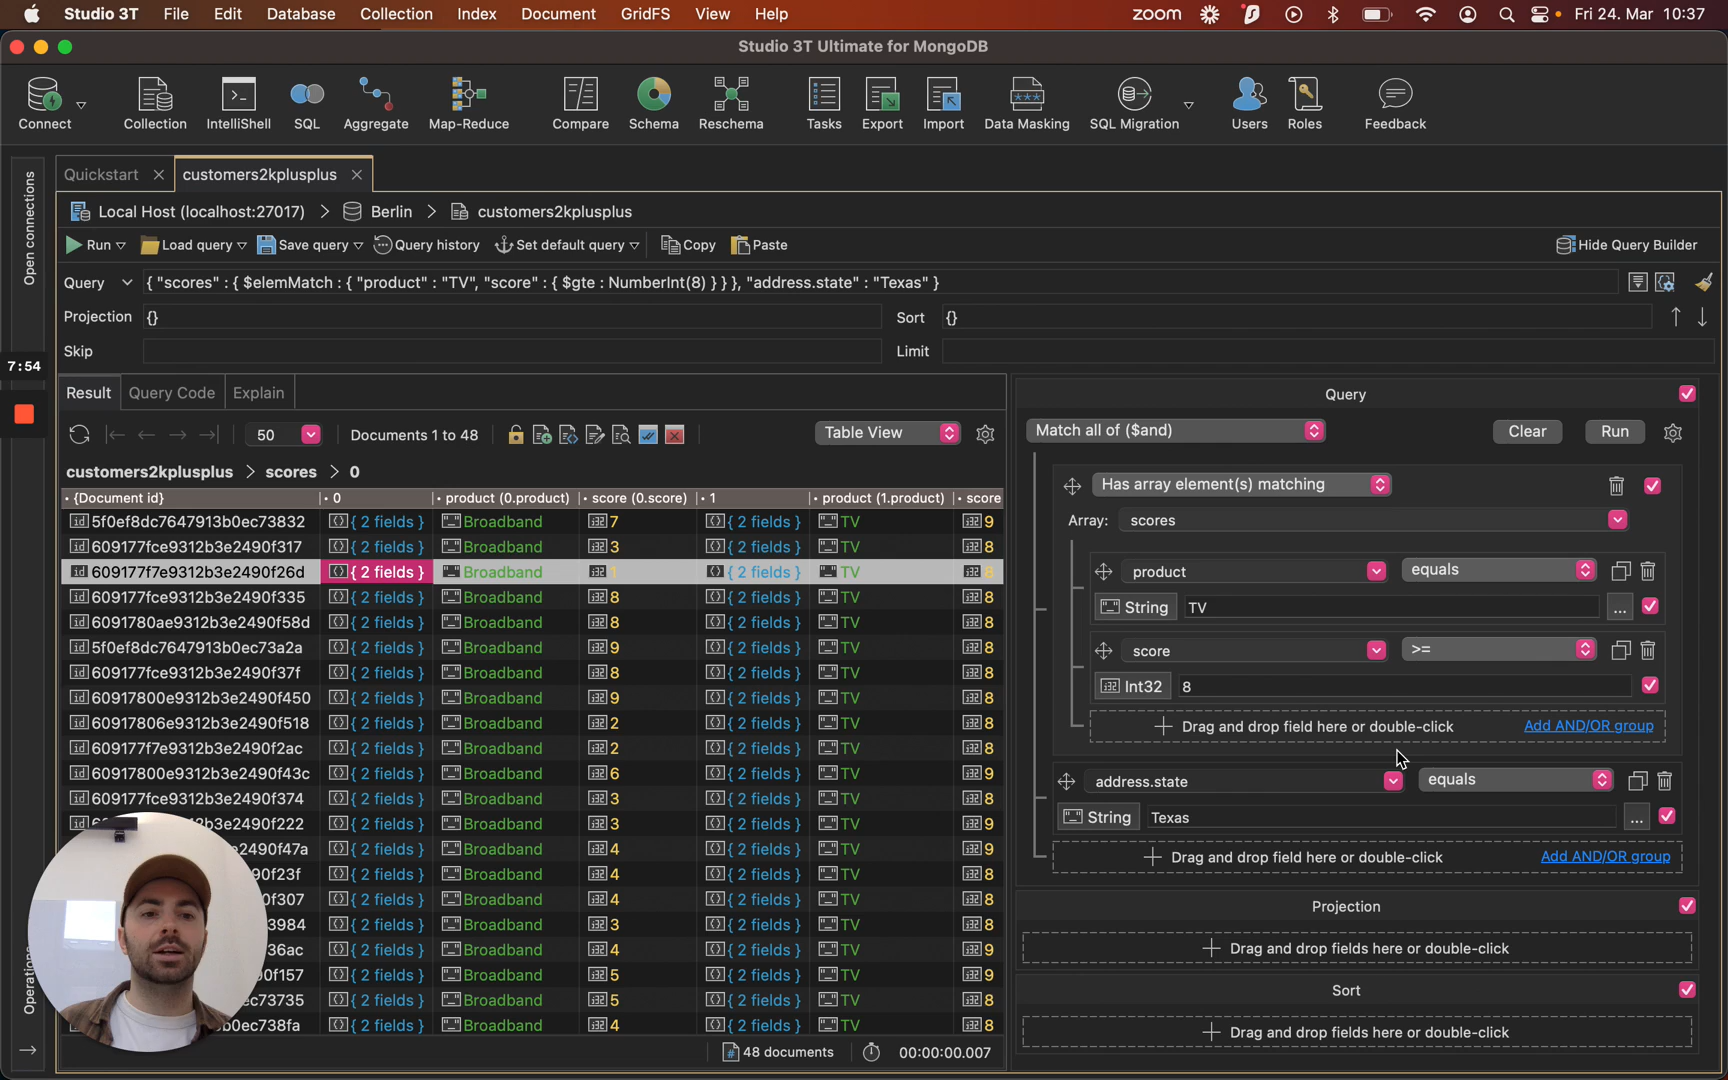 Studio 3T File Edit Database Collection Index Document GridFS View Help zoom Fri 24. Mar 10:37
Studio 3T Ultimate for MongoDB
Connect Collection IntelliShell SQL Aggregate Map-Reduce Compare Schema Reschema Tasks Export Import Data Masking SQL Migration Users Roles Feedback
Open connections
Quickstart customers2kplusplus
Local Host (localhost:27017) Berlin customers2kplusplus
Run Load query Save query Query history Set default query Copy Paste Hide Query Builder
Query { "scores" : { $elemMatch : { "product" : "TV", "score" : { $gte : NumberInt(8) } } }, "address.state" : "Texas" }
Projection {} Sort {}
7:54
Skip Limit
Result Query Code Explain
50 Documents 1 to 48 Table View
customers2kplusplus > scores > 0
{Document id} 0 product (0.product) score (0.score) 1 product (1.product) score
5f0ef8dc7647913b0ec73832 { 2 fields } Broadband 7 { 2 fields } TV 9
609177fce9312b3e2490f317 { 2 fields } Broadband 3 { 2 fields } TV 8
609177f7e9312b3e2490f26d { 2 fields } Broadband 1 { 2 fields } TV 8
609177fce9312b3e2490f335 { 2 fields } Broadband 8 { 2 fields } TV 8
6091780ae9312b3e2490f58d { 2 fields } Broadband 8 { 2 fields } TV 8
5f0ef8dc7647913b0ec73a2a { 2 fields } Broadband 9 { 2 fields } TV 8
609177fce9312b3e2490f37f { 2 fields } Broadband 8 { 2 fields } TV 8
60917800e9312b3e2490f450 { 2 fields } Broadband 9 { 2 fields } TV 8
60917806e9312b3e2490f518 { 2 fields } Broadband 2 { 2 fields } TV 8
609177f7e9312b3e2490f2ac { 2 fields } Broadband 2 { 2 fields } TV 8
60917800e9312b3e2490f43c { 2 fields } Broadband 6 { 2 fields } TV 9
609177fce9312b3e2490f374 { 2 fields } Broadband 3 { 2 fields } TV 8
b3e2490f222 { 2 fields } Broadband 3 { 2 fields } TV 9
2490f47a { 2 fields } Broadband 4 { 2 fields } TV 9
0f23f { 2 fields } Broadband 4 { 2 fields } TV 8
0f307 { 2 fields } Broadband 4 { 2 fields } TV 8
3984 { 2 fields } Broadband 3 { 2 fields } TV 8
36ac { 2 fields } Broadband 4 { 2 fields } TV 9
0f157 { 2 fields } Broadband 5 { 2 fields } TV 9
ec73735 { 2 fields } Broadband 5 { 2 fields } TV 8
b0ec738fa { 2 fields } Broadband 4 { 2 fields } TV 8
48 documents 00:00:00.007
Query
Match all of ($and) Clear Run
Has array element(s) matching
Array: scores
product equals
String TV ...
score >=
Int32 8
Drag and drop field here or double-click Add AND/OR group
address.state equals
String Texas ...
Drag and drop field here or double-click Add AND/OR group
Projection
Drag and drop fields here or double-click
Sort
Drag and drop fields here or double-click